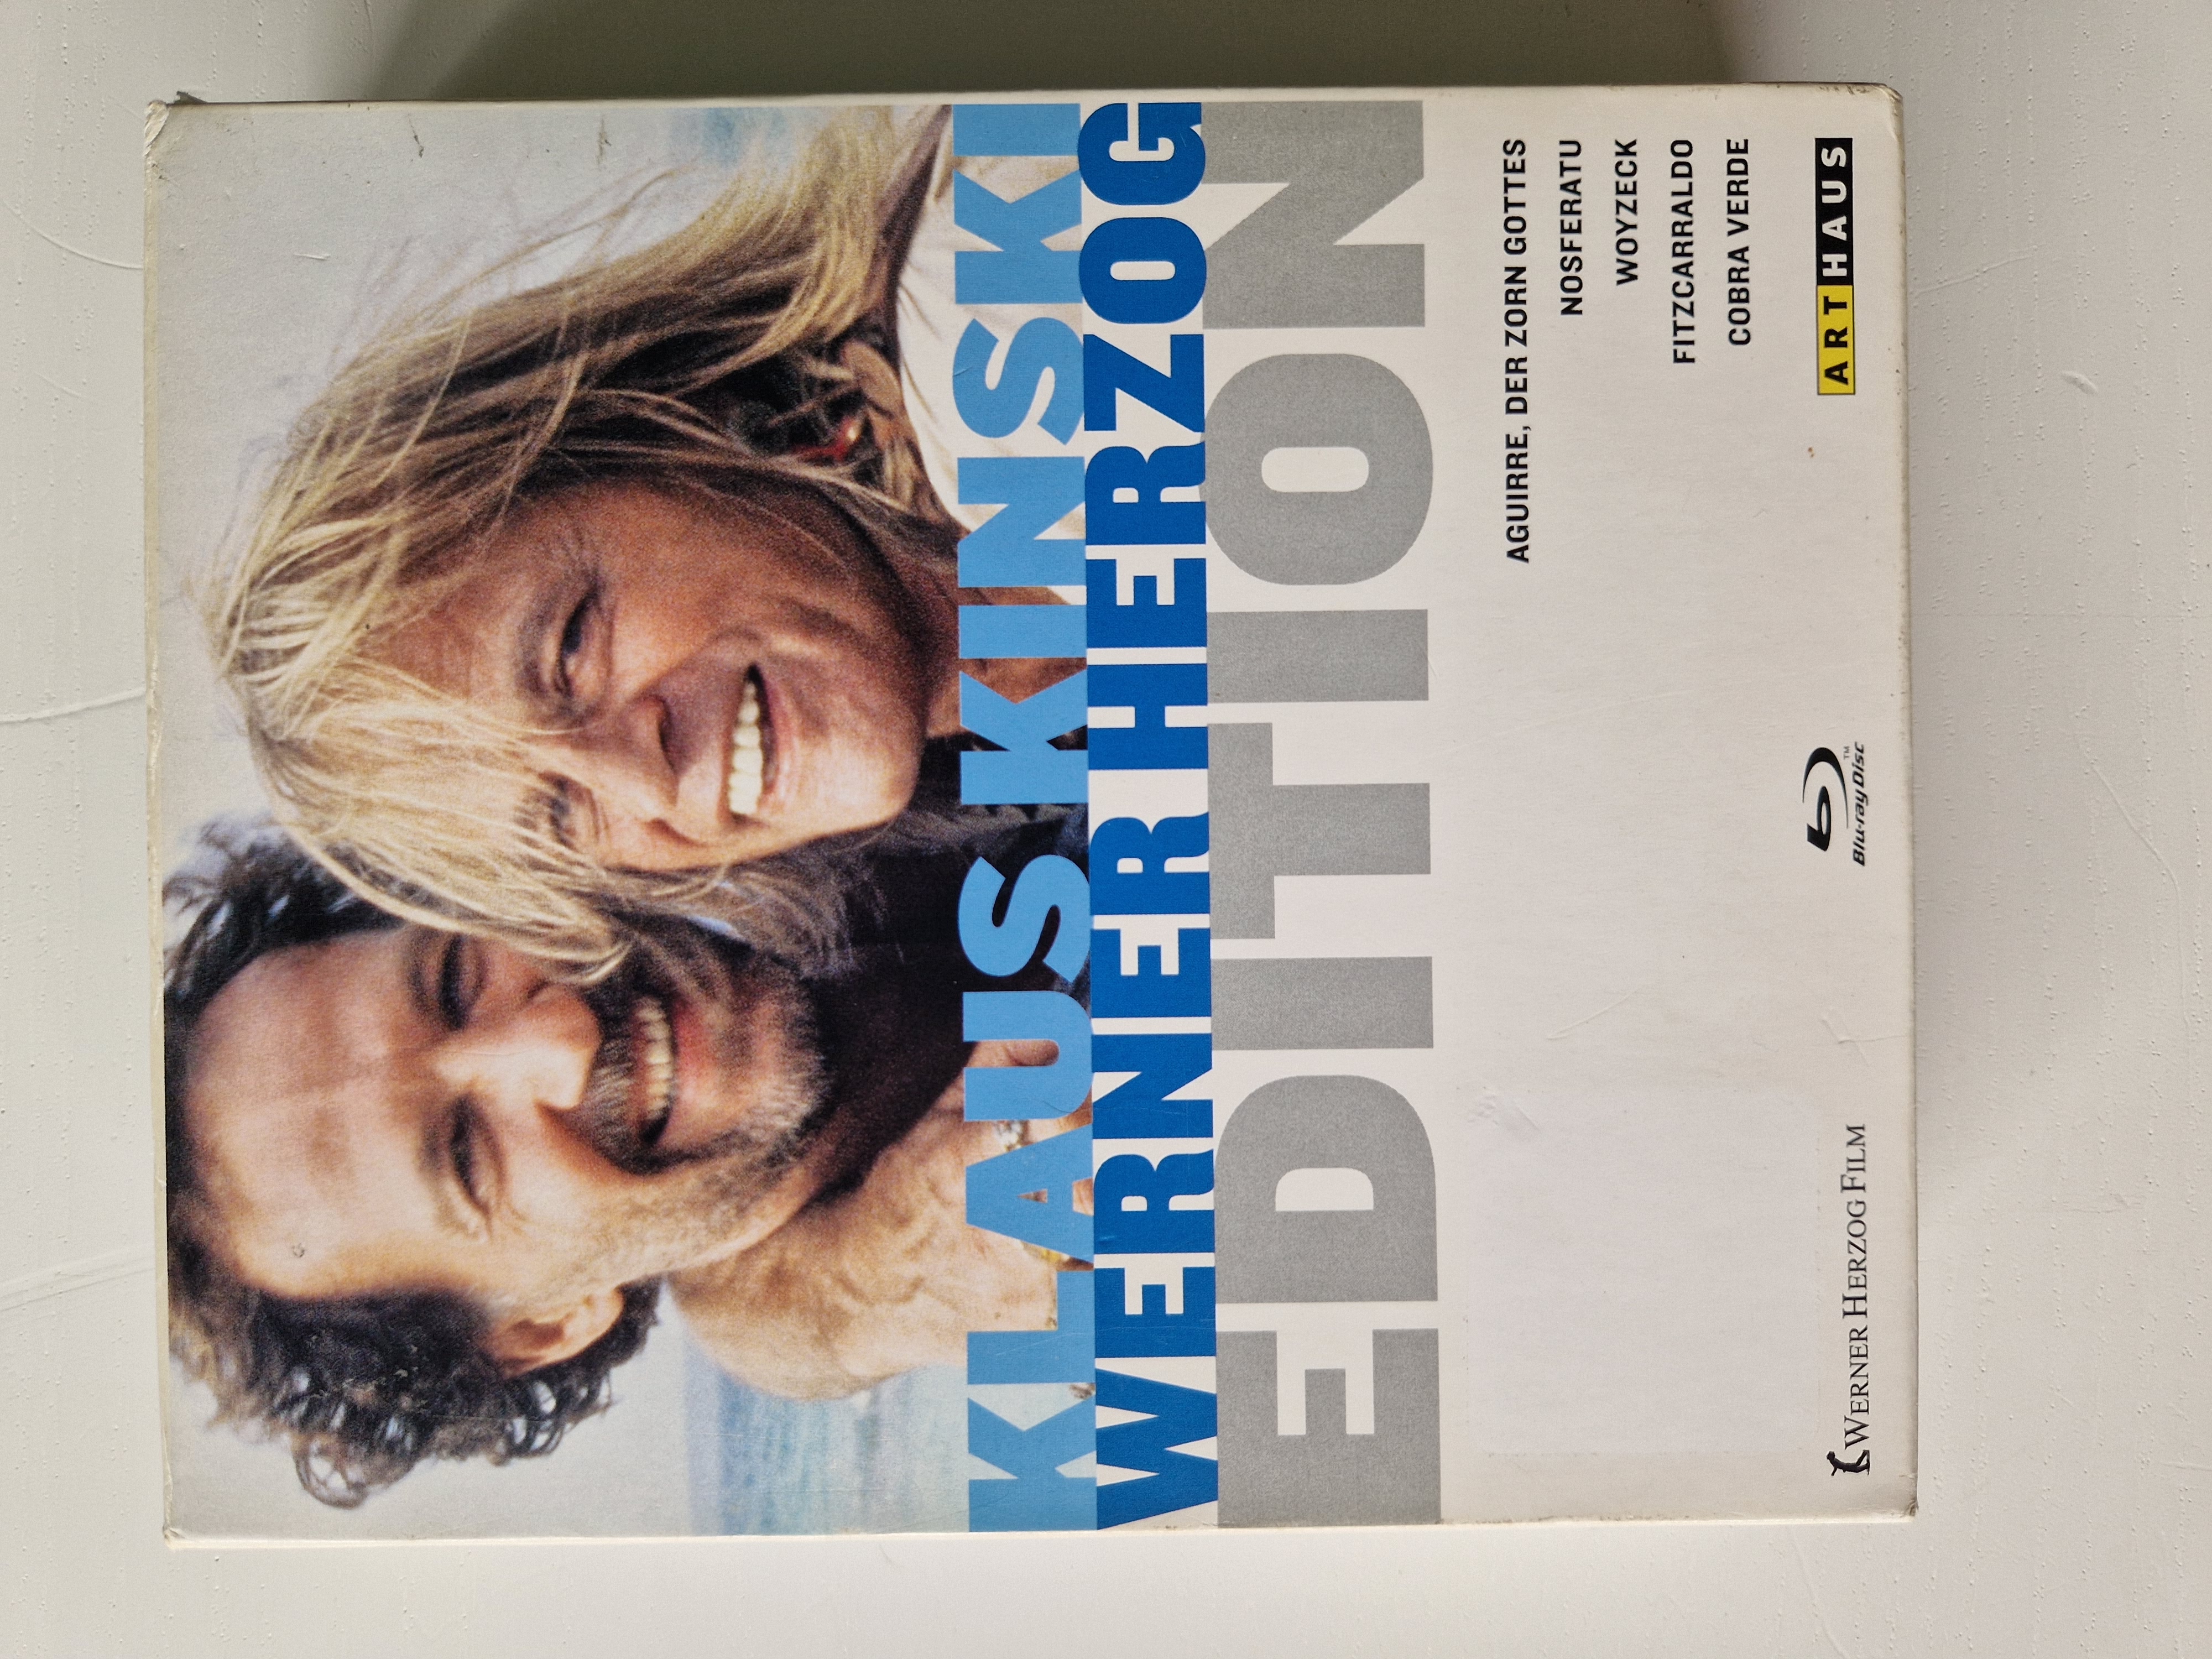 KLAUS KINSKI
WERNER HERZOG
EDITION
AGUIRRE, DER ZORN GOTTES
NOSFERATU
WOYZECK
FITZCARRALDO
COBRA VERDE
WERNER HERZOG FILM
Blu-ray Disc™
ARTHAUS